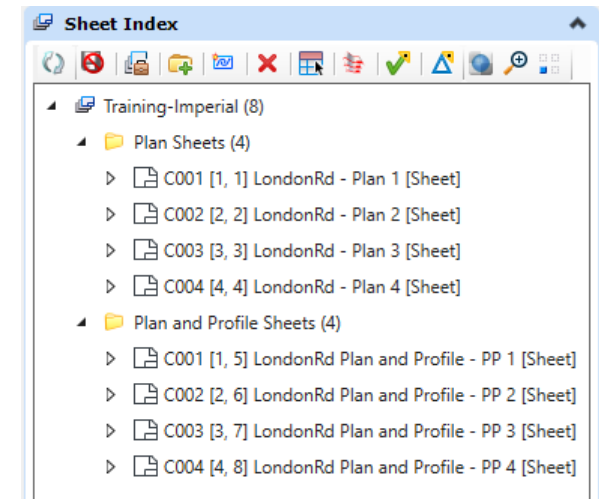 Sheet Index
Training-Imperial (8)
Plan Sheets (4)
C001 [1, 1] LondonRd - Plan 1 [Sheet]
C002 [2, 2] LondonRd - Plan 2 [Sheet]
C003 [3, 3] LondonRd - Plan 3 [Sheet]
C004 [4, 4] LondonRd - Plan 4 [Sheet]
Plan and Profile Sheets (4)
C001 [1, 5] LondonRd Plan and Profile - PP 1 [Sheet]
C002 [2, 6] LondonRd Plan and Profile - PP 2 [Sheet]
C003 [3, 7] LondonRd Plan and Profile - PP 3 [Sheet]
C004 [4, 8] LondonRd Plan and Profile - PP 4 [Sheet]